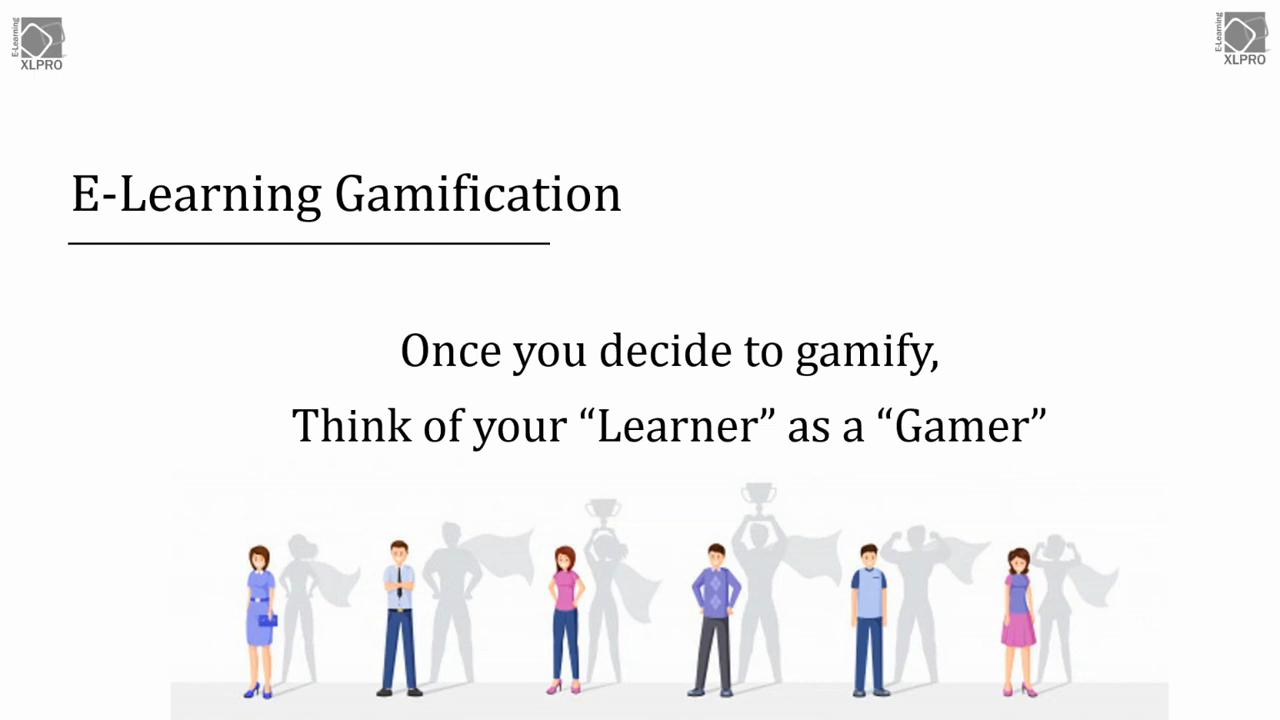 E-Learning
XLPRO
E-Learning
XLPRO
E-Learning Gamification
Once you decide to gamify,
Think of your “Learner” as a “Gamer”